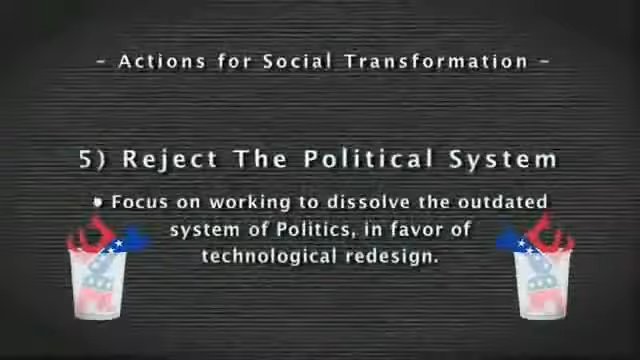 - Actions for Social Transformation -
5) Reject The Political System
• Focus on working to dissolve the outdated
system of Politics, in favor of
technological redesign.